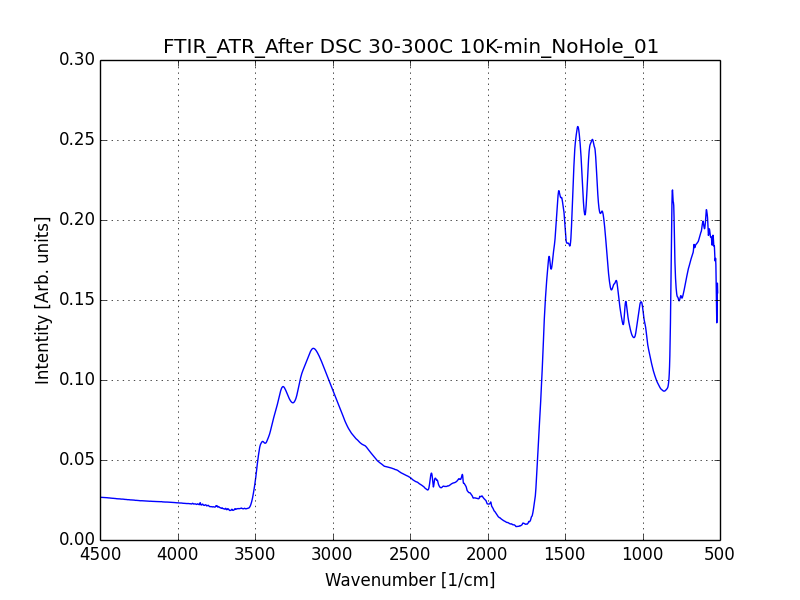 FTIR_ATR_After DSC 30-300C 10K-min_NoHole_01
0.30
0.25
0.20
0.15
0.10
0.05
0.00
Intentity [Arb. units]
4500 4000 3500 3000 2500 2000 1500 1000 500
Wavenumber [1/cm]